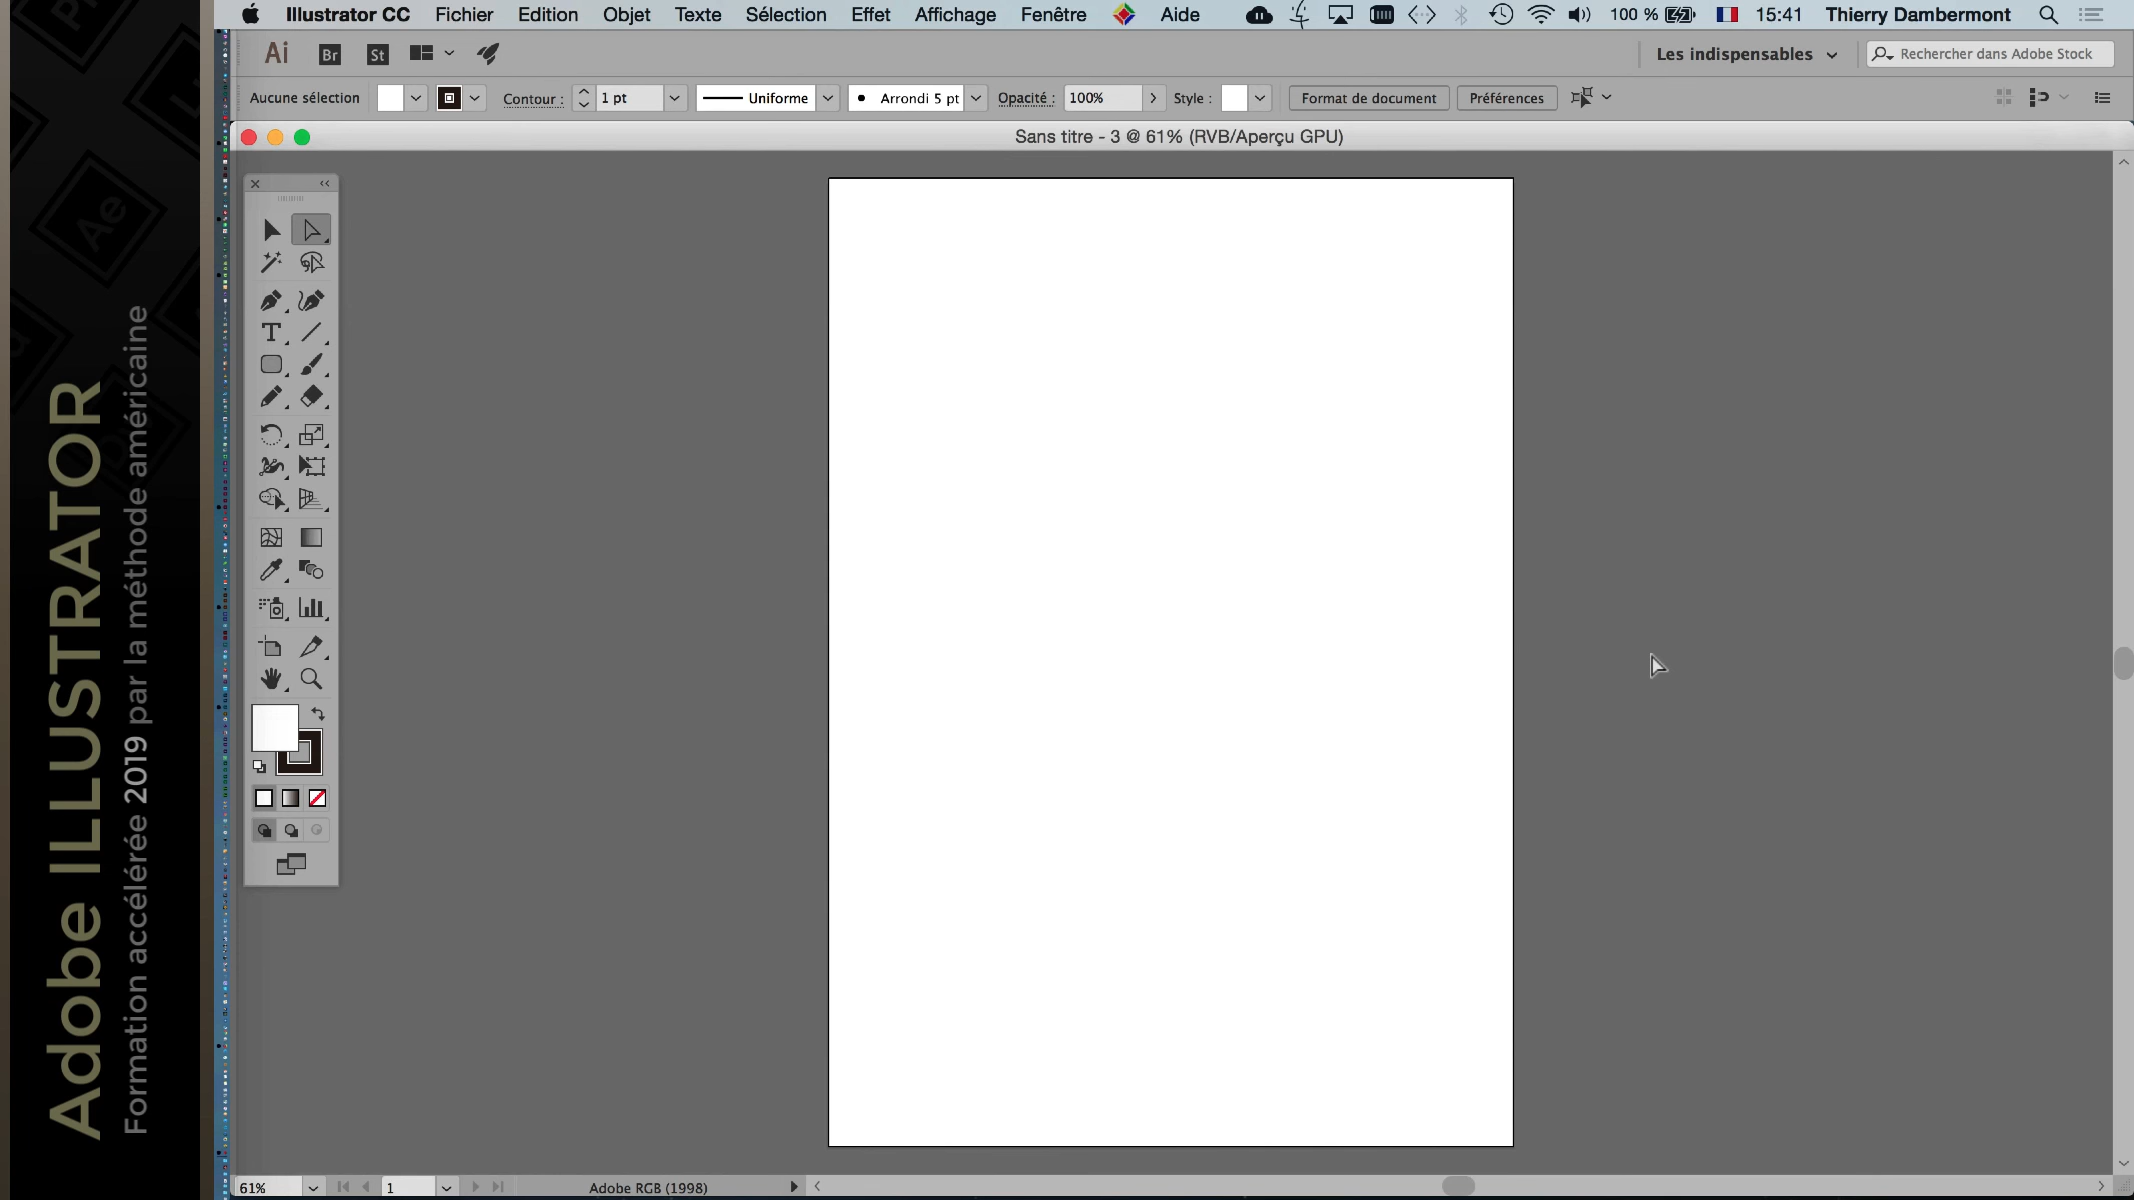 Illustrator CC Fichier Edition Objet Texte Sélection Effet Affichage Fenêtre Aide 100 % 15:41 Thierry Dambermont
Ai Br St Les indispensables Rechercher dans Adobe Stock
Aucune sélection Contour : 1 pt Uniforme Arrondi 5 pt Opacité : 100% Style : Format de document Préférences
Sans titre - 3 @ 61% (RVB/Aperçu GPU)
T
61% 1 Adobe RGB (1998)
Adobe ILLUSTRATOR
Formation accélérée 2019 par la méthode américaine
Ae